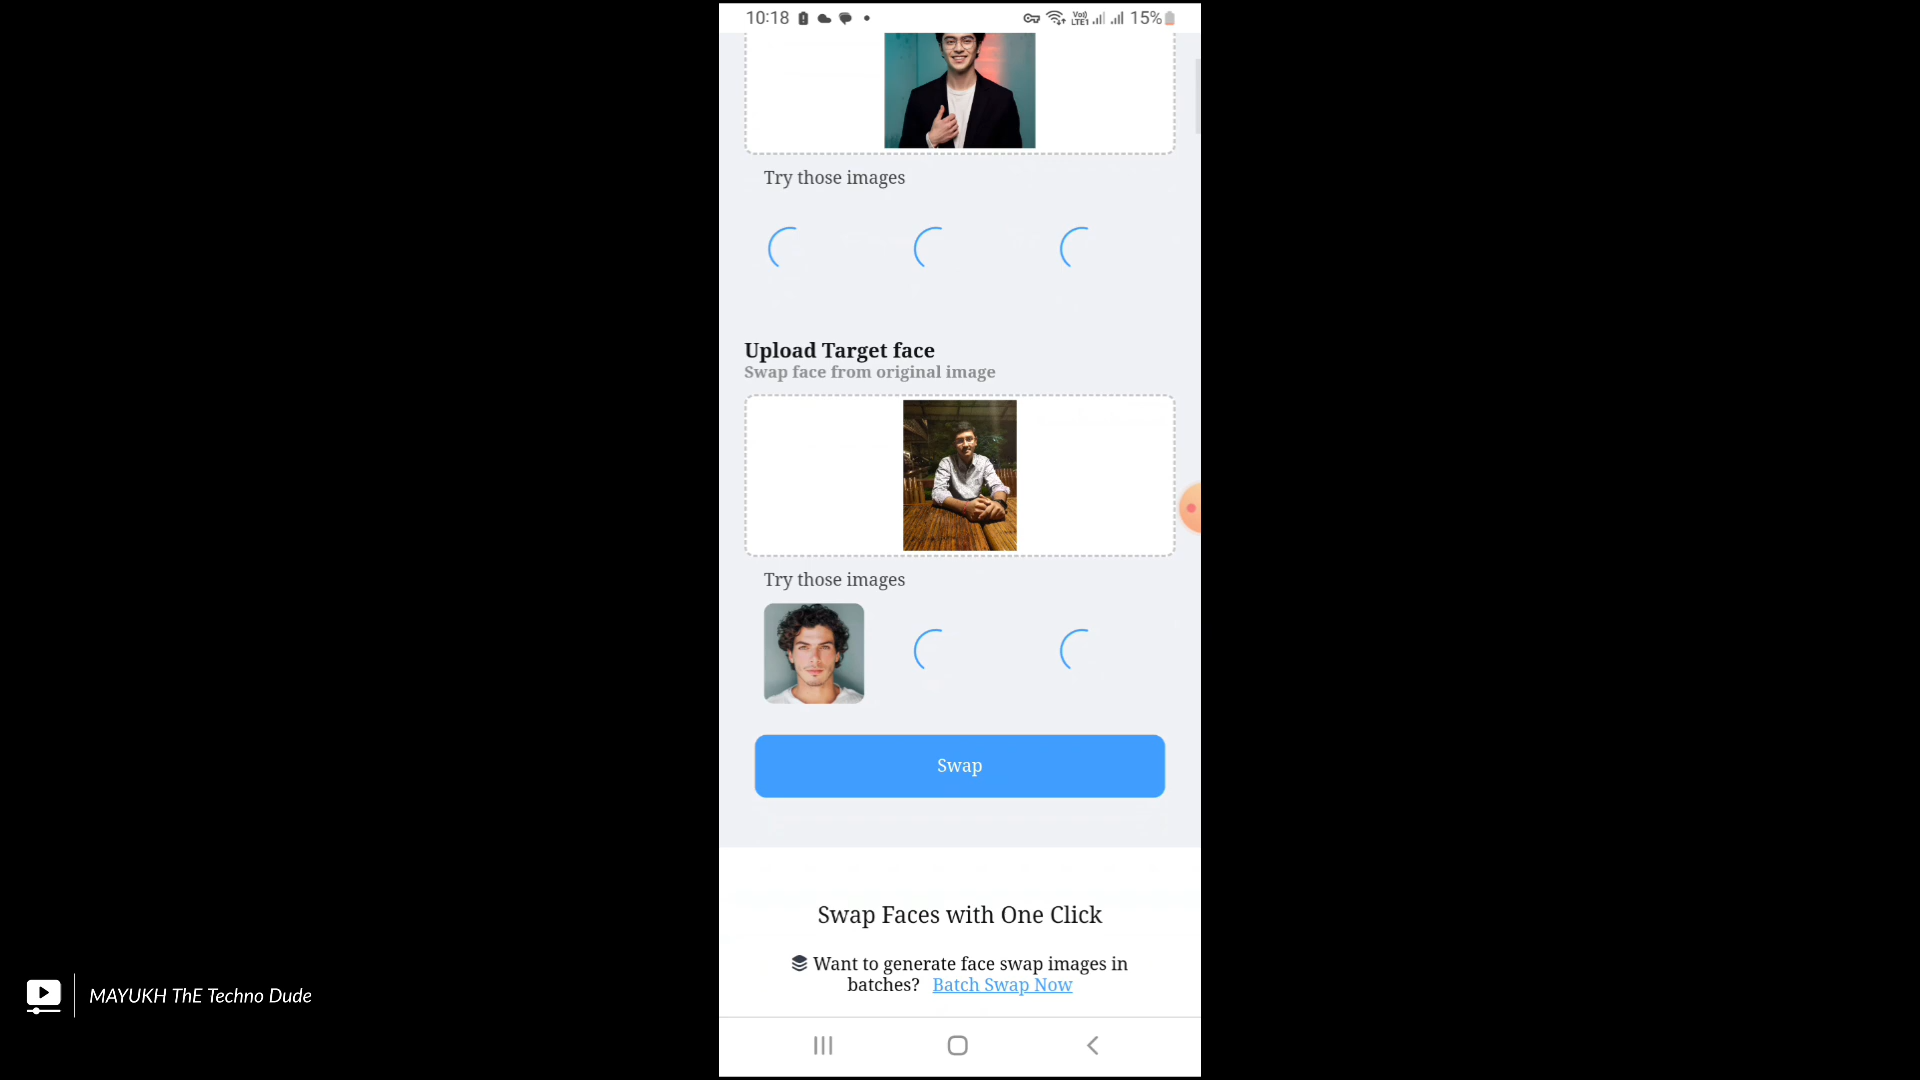 10:18
Vo)) LTE1
15%
Try those images
Upload Target face
Swap face from original image
Try those images
Swap
Swap Faces with One Click
Want to generate face swap images in
batches? Batch Swap Now
MAYUKH ThE Techno Dude